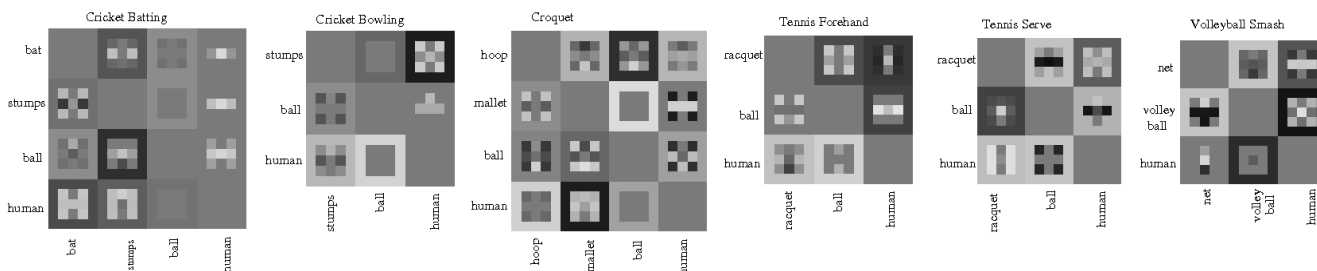 Cricket Batting
bat
stumps
ball
human
bat
stumps
ball
human
Cricket Bowling
stumps
ball
human
stumps
ball
human
Croquet
hoop
mallet
ball
human
hoop
mallet
ball
human
Tennis Forehand
racquet
ball
human
racquet
ball
human
Tennis Serve
racquet
ball
human
racquet
ball
human
Volleyball Smash
net
volley
ball
human
net
volley
ball
human